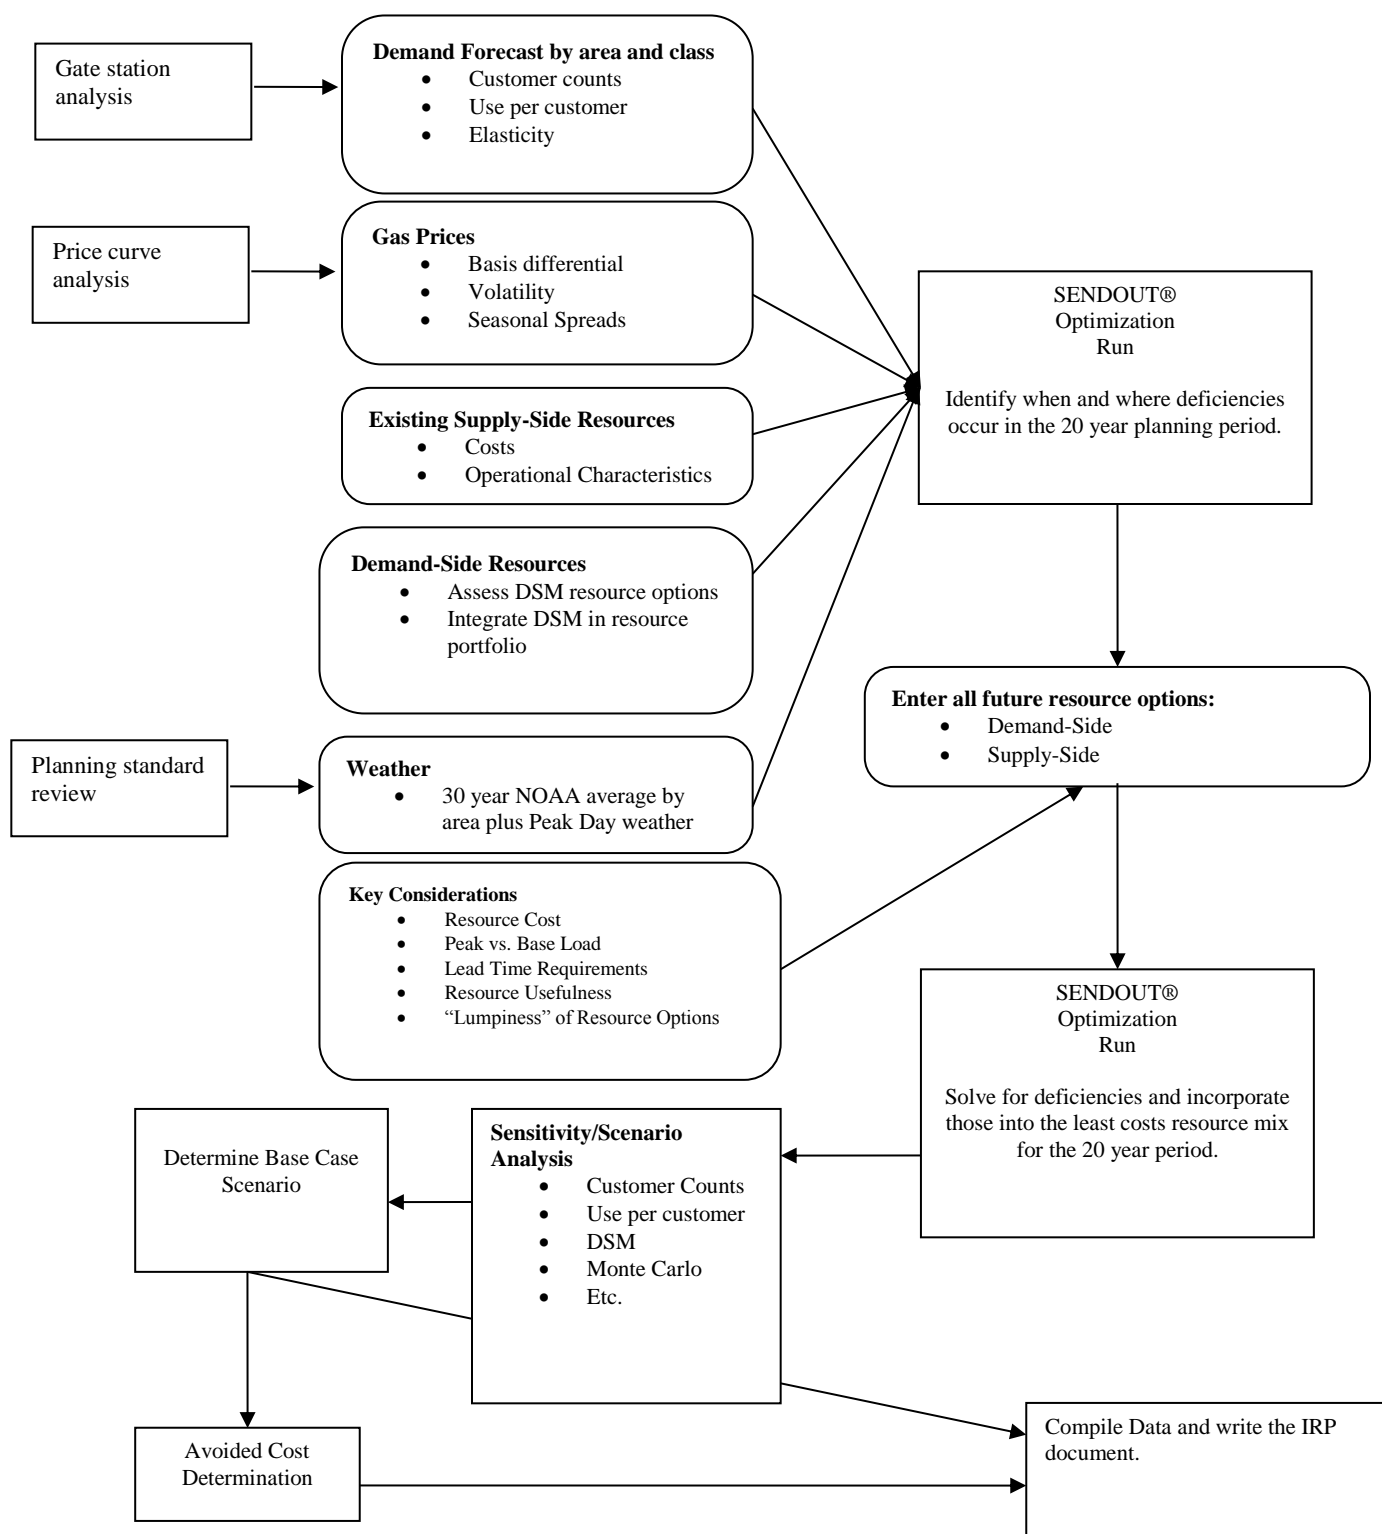 Gate station
analysis
Demand Forecast by area and class
• Customer counts
• Use per customer
• Elasticity
Price curve
analysis
Gas Prices
• Basis differential
• Volatility
• Seasonal Spreads
SENDOUT®
Optimization
Run
Identify when and where deficiencies
occur in the 20 year planning period.
Existing Supply-Side Resources
• Costs
• Operational Characteristics
Demand-Side Resources
• Assess DSM resource options
• Integrate DSM in resource
portfolio
Enter all future resource options:
• Demand-Side
• Supply-Side
Planning standard
review
Weather
• 30 year NOAA average by
area plus Peak Day weather
Key Considerations
• Resource Cost
• Peak vs. Base Load
• Lead Time Requirements
• Resource Usefulness
• “Lumpiness” of Resource Options
SENDOUT®
Optimization
Run
Solve for deficiencies and incorporate
those into the least costs resource mix
for the 20 year period.
Sensitivity/Scenario
Analysis
• Customer Counts
• Use per customer
• DSM
• Monte Carlo
• Etc.
Determine Base Case
Scenario
Avoided Cost
Determination
Compile Data and write the IRP
document.